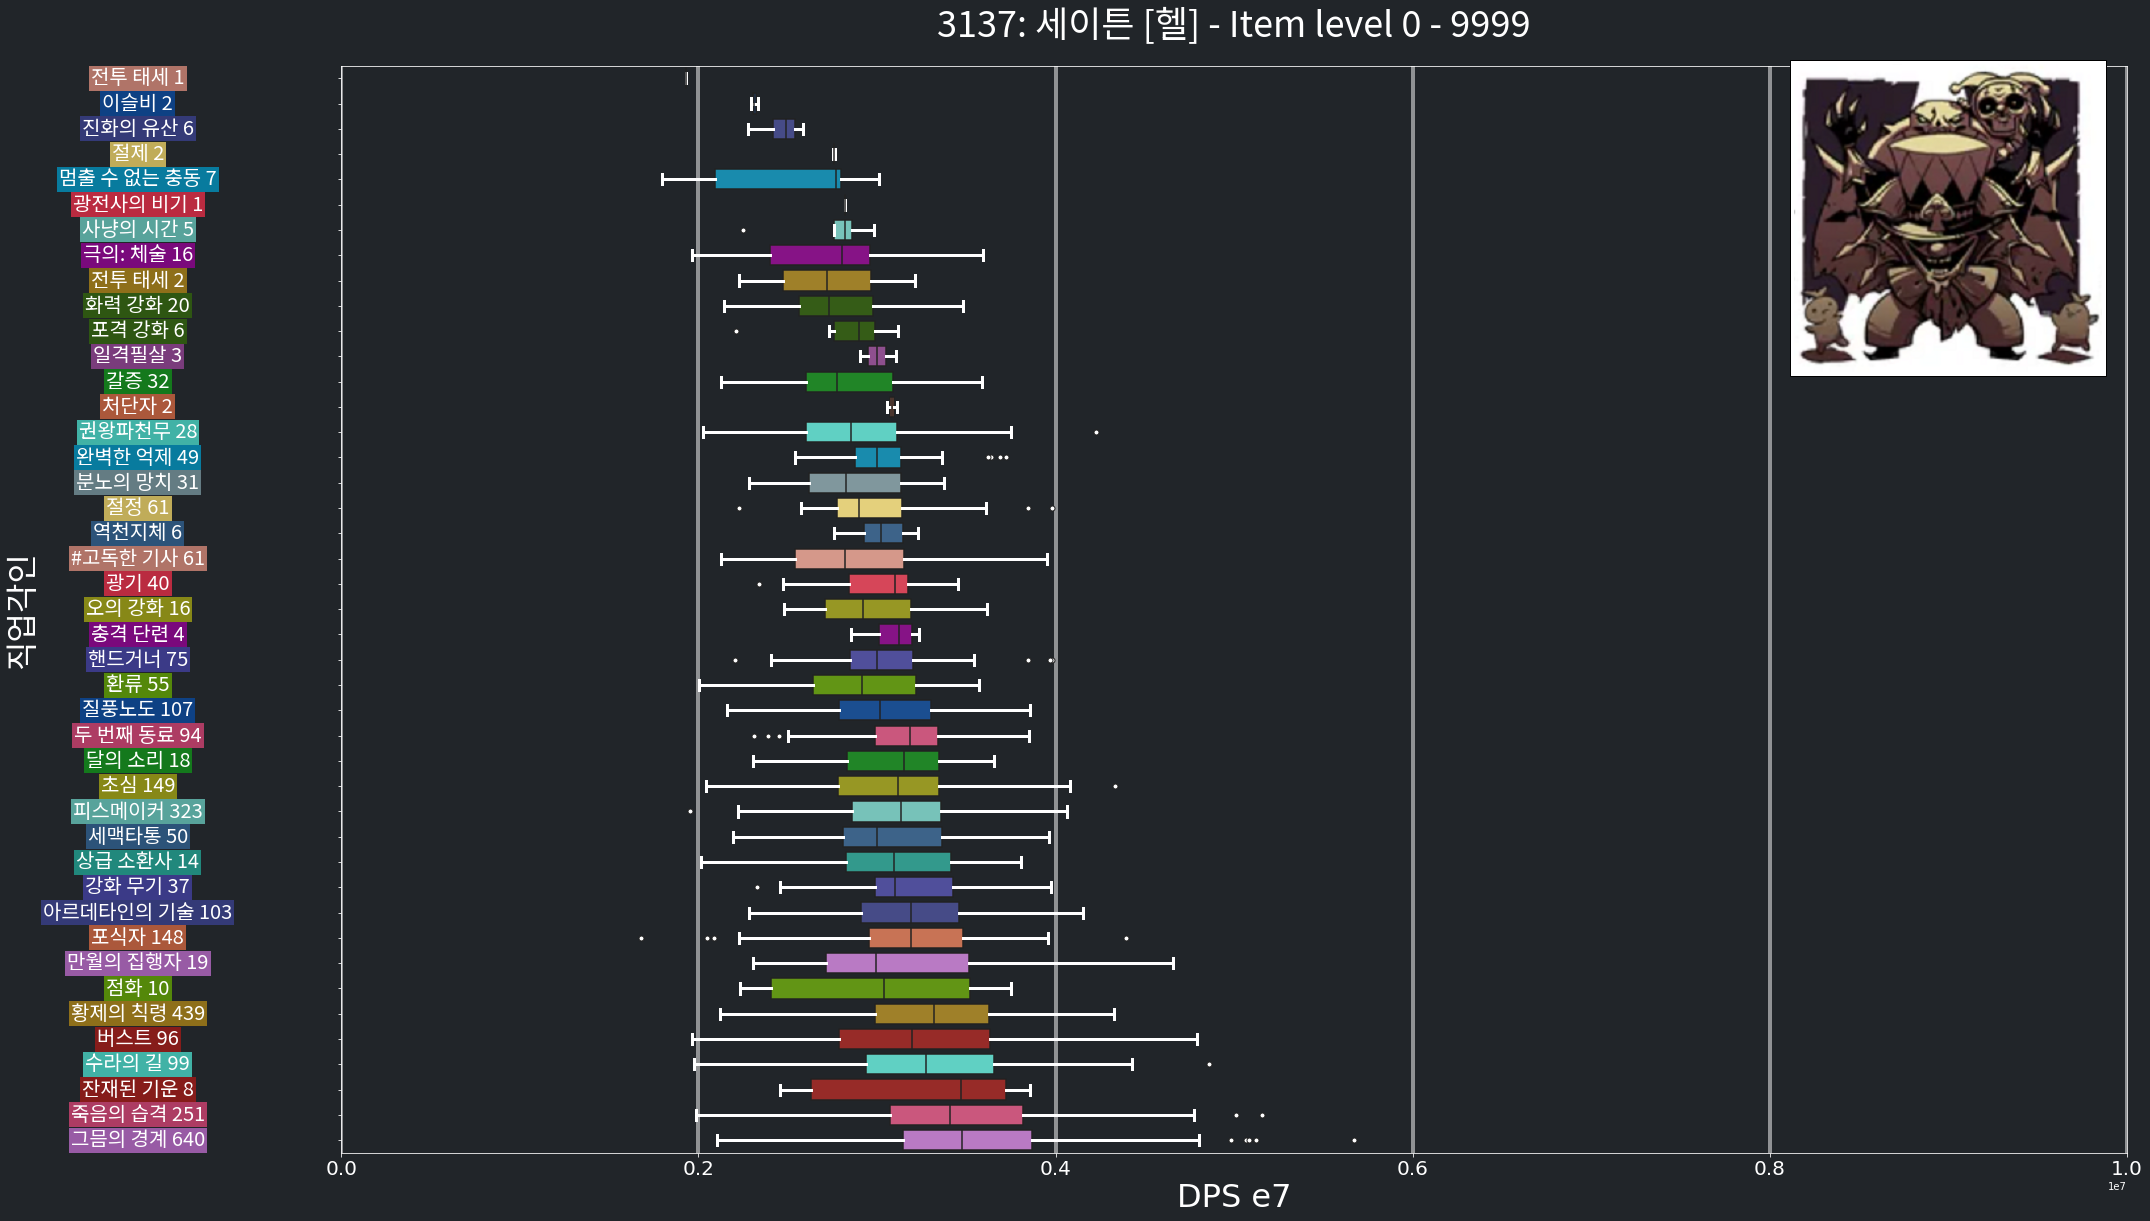 3137: 세이튼 [헬] - Item level 0 - 9999
전투 태세 1
이슬비 2
진화의 유산 6
절제 2
멈출 수 없는 충동 7
광전사의 비기 1
사냥의 시간 5
극의: 체술 16
전투 태세 2
화력 강화 20
포격 강화 6
일격필살 3
갈증 32
처단자 2
권왕파천무 28
완벽한 억제 49
분노의 망치 31
절정 61
역천지체 6
#고독한 기사 61
광기 40
오의 강화 16
충격 단련 4
핸드거너 75
환류 55
질풍노도 107
두 번째 동료 94
달의 소리 18
초심 149
피스메이커 323
세맥타통 50
상급 소환사 14
강화 무기 37
아르데타인의 기술 103
포식자 148
만월의 집행자 19
점화 10
황제의 칙령 439
버스트 96
수라의 길 99
잔재된 기운 8
죽음의 습격 251
그믐의 경계 640
직업각인
0.0 0.2 0.4 0.6 0.8 1.0
1e7
DPS e7